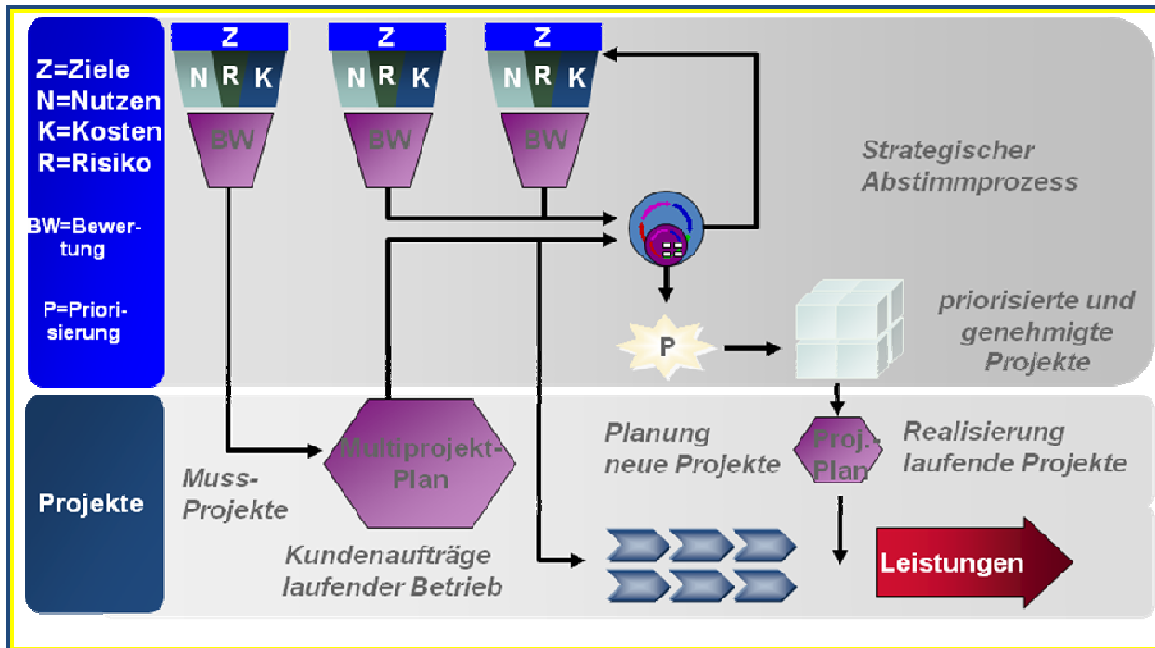 Z=Ziele
N=Nutzen
K=Kosten
R=Risiko
BW=Bewer-
tung
P=Priori-
sierung
Z
N R K
BW
Z
N R K
BW
Z
N R K
BW
Strategischer
Abstimmprozess
P
priorisierte und
genehmigte
Projekte
Projekte
Muss-
Projekte
Multiprojekt-
Plan
Kundenaufträge
laufender Betrieb
Planung
neue Projekte
Proj.-
Plan
Realisierung
laufende Projekte
Leistungen